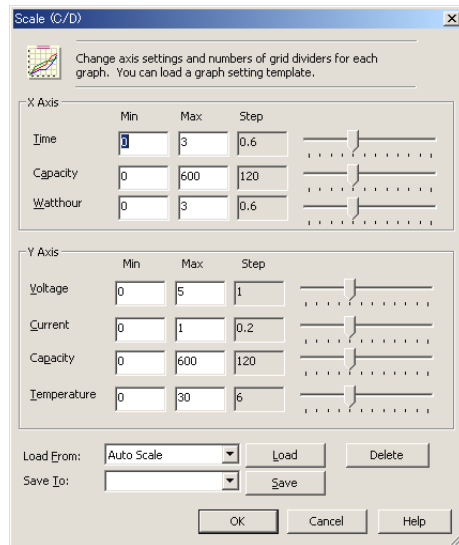 Scale (C/D)
Change axis settings and numbers of grid dividers for each
graph. You can load a graph setting template.
X Axis
Min Max Step
Time 0 3 0.6
Capacity 0 600 120
Watthour 0 3 0.6
Y Axis
Min Max Step
Voltage 0 5 1
Current 0 1 0.2
Capacity 0 600 120
Temperature 0 30 6
Load From: Auto Scale Load Delete
Save To: Save
OK Cancel Help